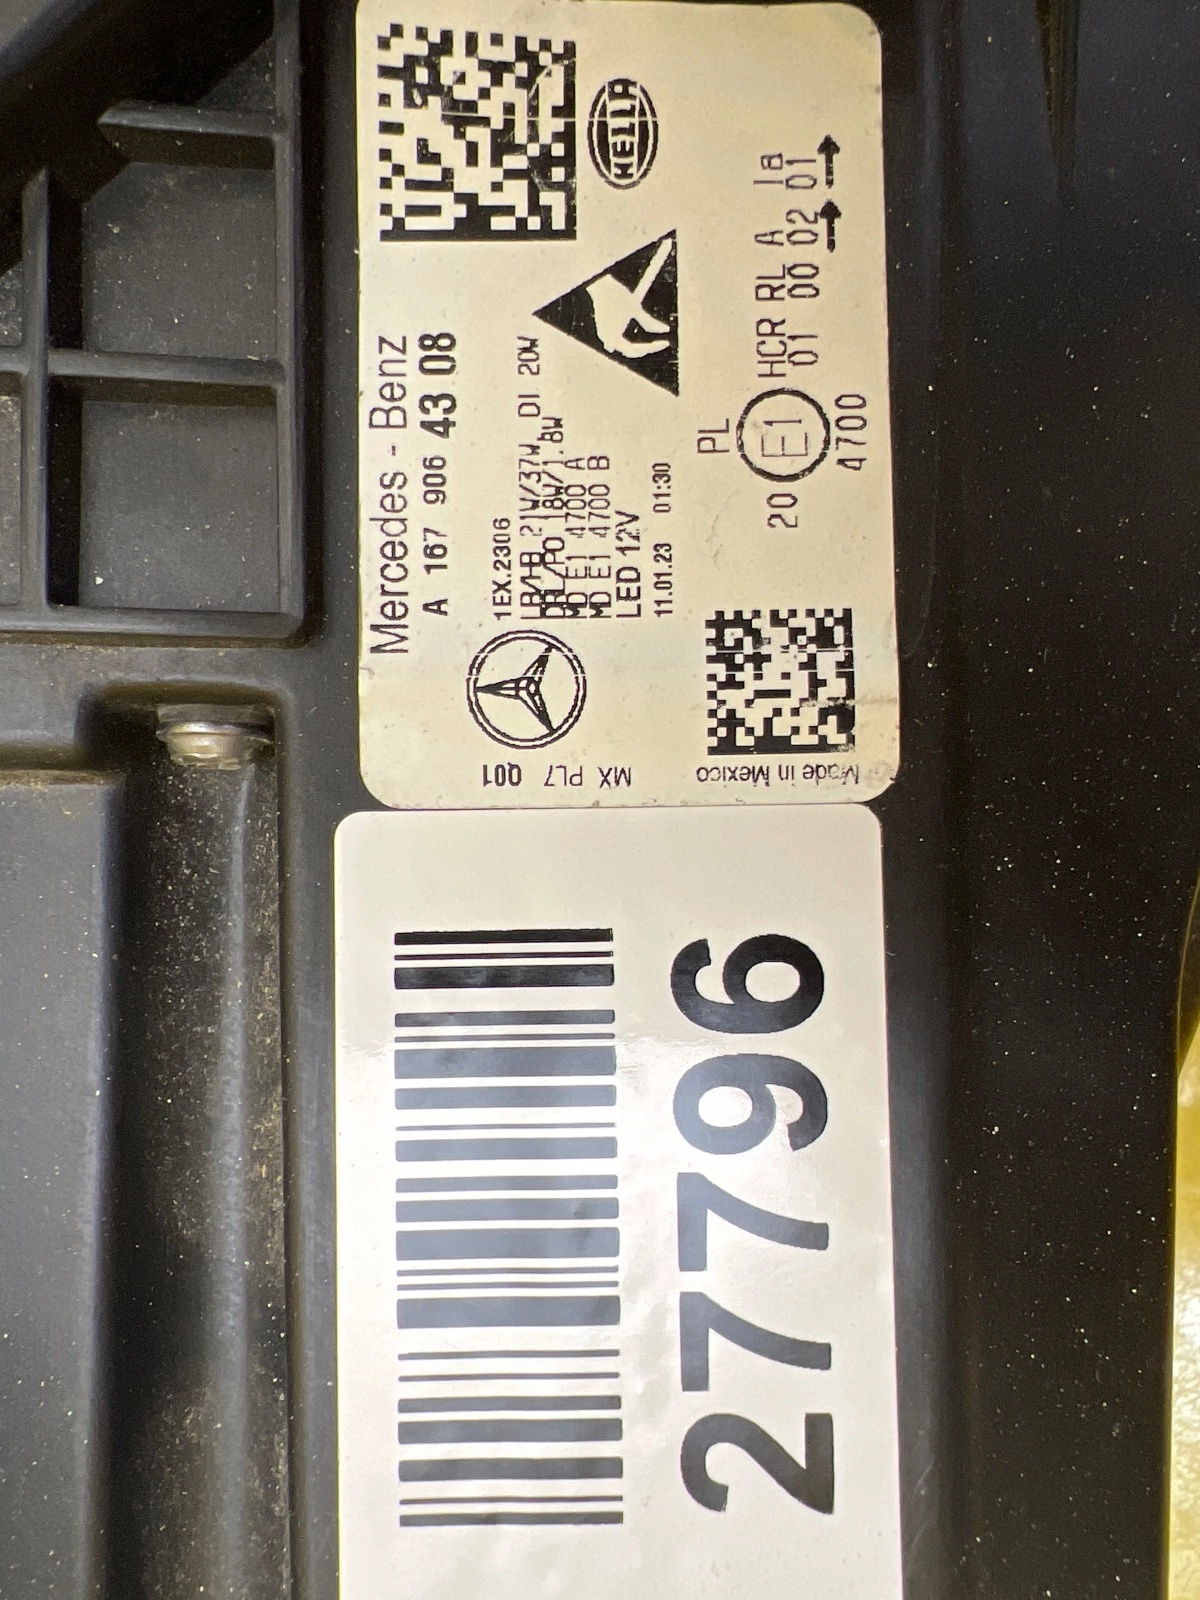 Mercedes - Benz
A 167 906 43 08
HELLA
1EX.2306
LB/HB 21W/37W DI 20W
DRL/PO 18W/1.8W
MD E1 4700 A
MD E1 4700 B
LED 12V
11.01.23 01:30
PL
20 E1 HCR RL A Ia
01 00 02 01
4700
MX PL7 Q01
Made in Mexico
27796